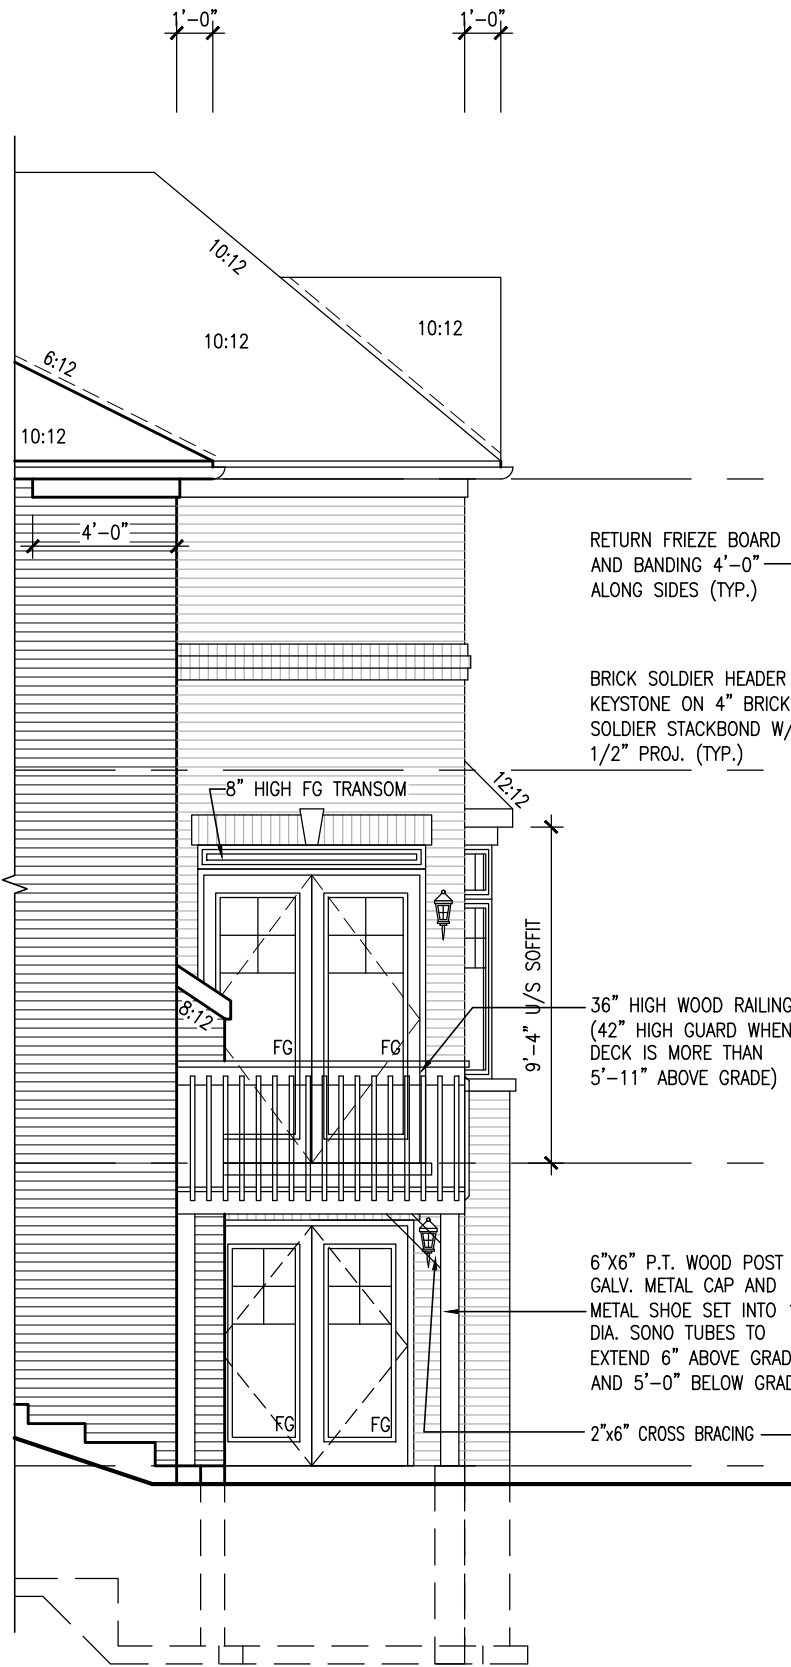 1'-0"
1'-0"
10:12
10:12
10:12
6:12
10:12
4'-0"
RETURN FRIEZE BOARD
AND BANDING 4'-0"
ALONG SIDES (TYP.)
BRICK SOLDIER HEADER
KEYSTONE ON 4" BRICK
SOLDIER STACKBOND W/
1/2" PROJ. (TYP.)
12:12
8" HIGH FG TRANSOM
9'-4" U/S SOFFIT
8:12
36" HIGH WOOD RAILING
(42" HIGH GUARD WHEN
DECK IS MORE THAN
5'-11" ABOVE GRADE)
FG
FG
6"X6" P.T. WOOD POST
GALV. METAL CAP AND
METAL SHOE SET INTO
DIA. SONO TUBES TO
EXTEND 6" ABOVE GRAD
AND 5'-0" BELOW GRAD
FG
FG
2"x6" CROSS BRACING